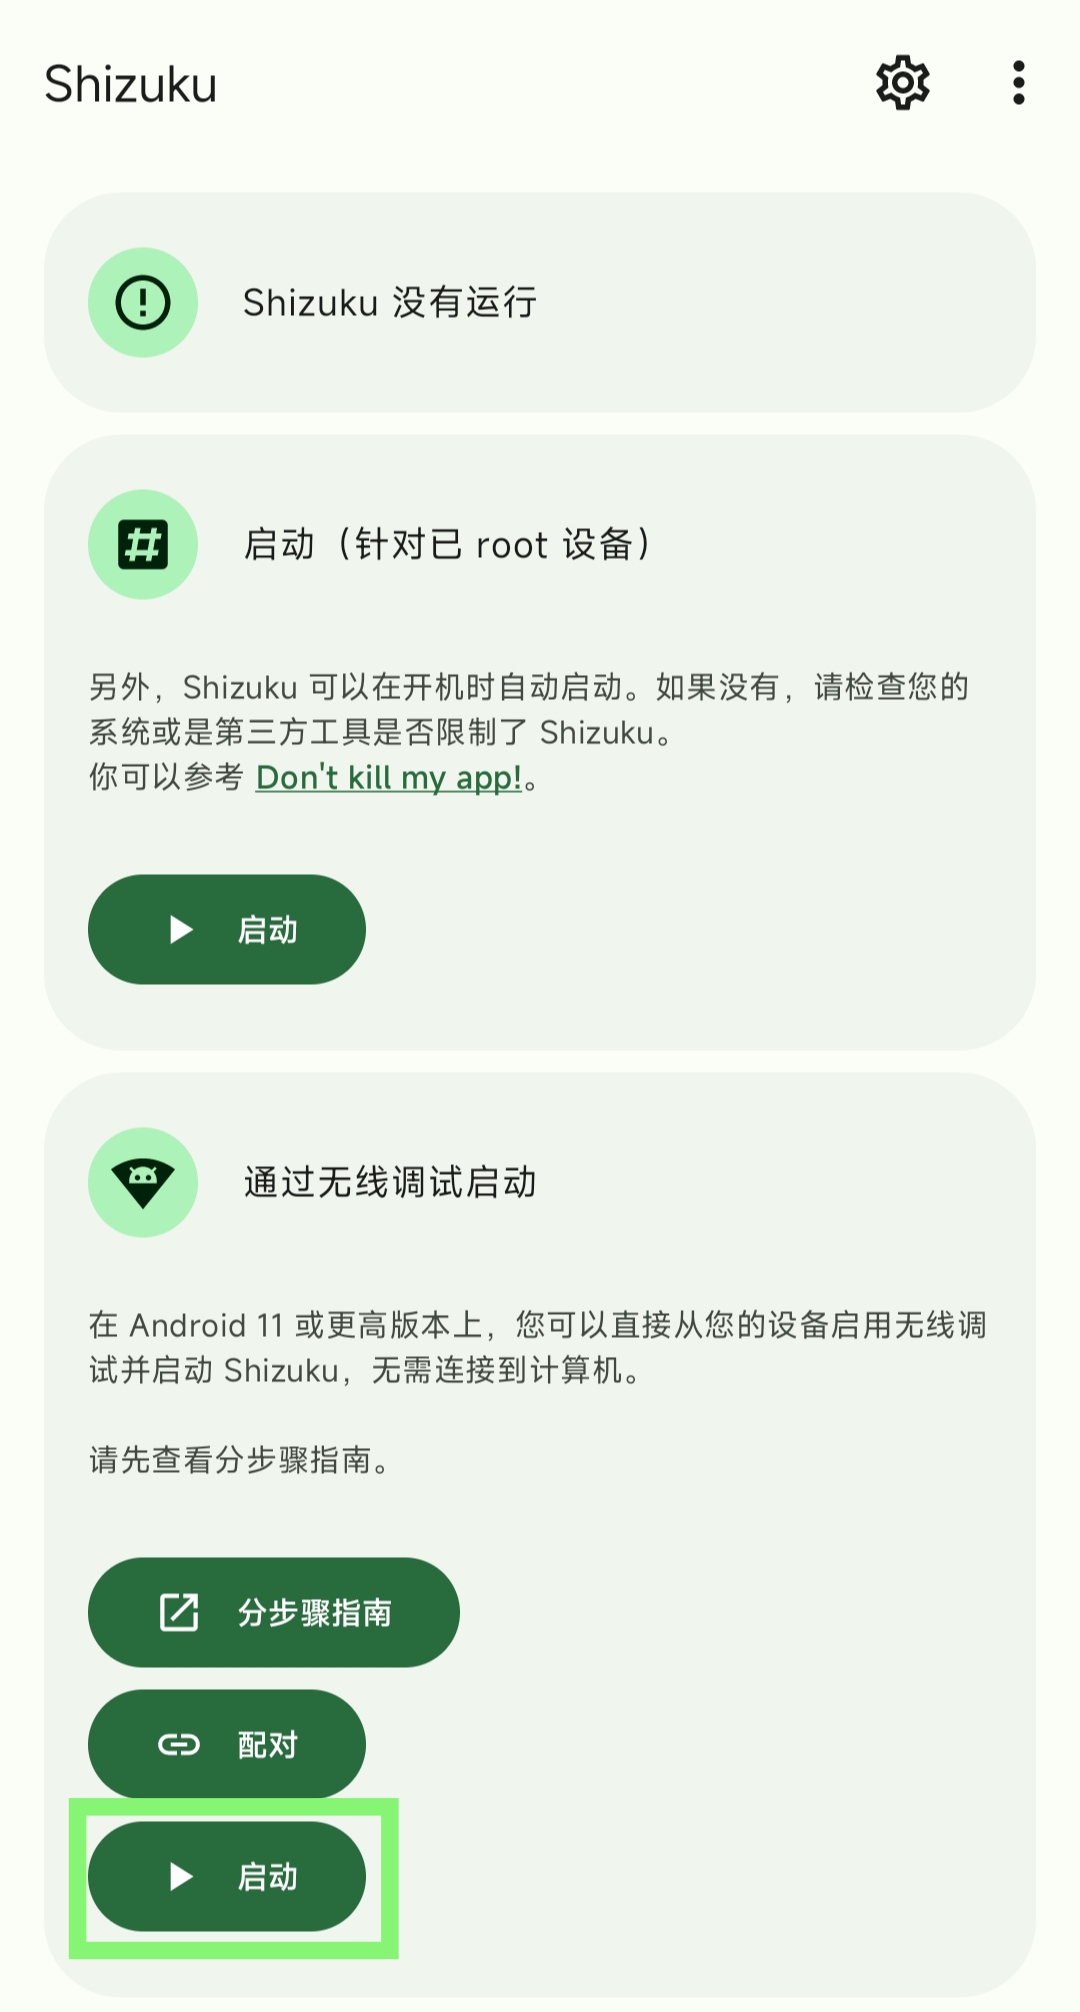 Shizuku
Shizuku 没有运行
启动（针对已 root 设备）
另外，Shizuku 可以在开机时自动启动。如果没有，请检查您的
系统或是第三方工具是否限制了 Shizuku。
你可以参考 Don't kill my app!。
启动
通过无线调试启动
在 Android 11 或更高版本上，您可以直接从您的设备启用无线调
试并启动 Shizuku，无需连接到计算机。
请先查看分步骤指南。
分步骤指南
配对
启动